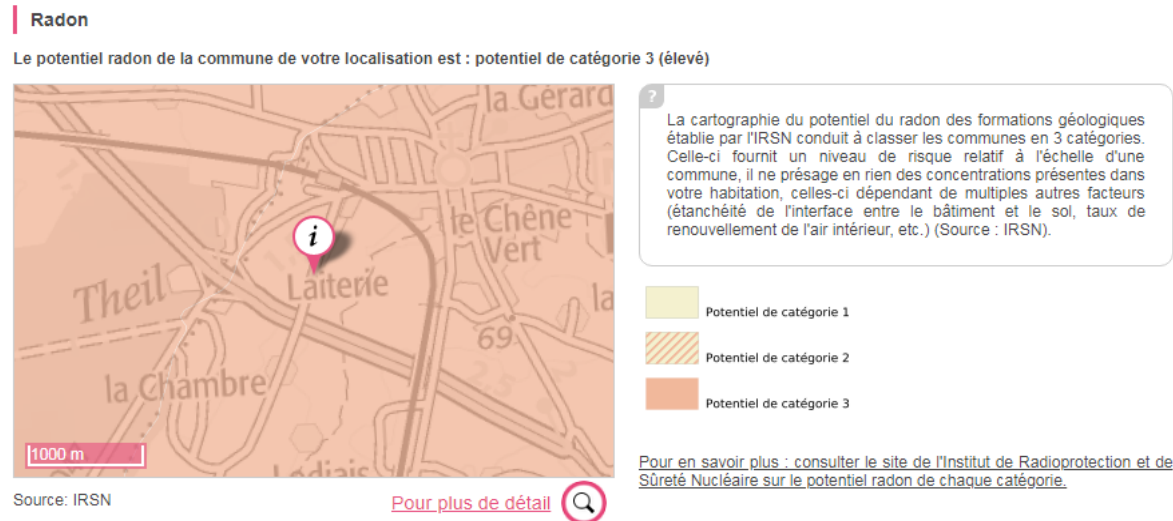 Radon
Le potentiel radon de la commune de votre localisation est : potentiel de catégorie 3 (élevé)
la Gérard
le Chêne
Vert
i
Laiterie
la
Theil
69
la Chambre
1000 m
Source: IRSN
Pour plus de détail
?
La cartographie du potentiel du radon des formations géologiques
établie par l'IRSN conduit à classer les communes en 3 catégories.
Celle-ci fournit un niveau de risque relatif à l'échelle d'une
commune, il ne présage en rien des concentrations présentes dans
votre habitation, celles-ci dépendant de multiples autres facteurs
(étanchéité de l'interface entre le bâtiment et le sol, taux de
renouvellement de l'air intérieur, etc.) (Source : IRSN).
Potentiel de catégorie 1
Potentiel de catégorie 2
Potentiel de catégorie 3
Pour en savoir plus : consulter le site de l'Institut de Radioprotection et de
Sûreté Nucléaire sur le potentiel radon de chaque catégorie.